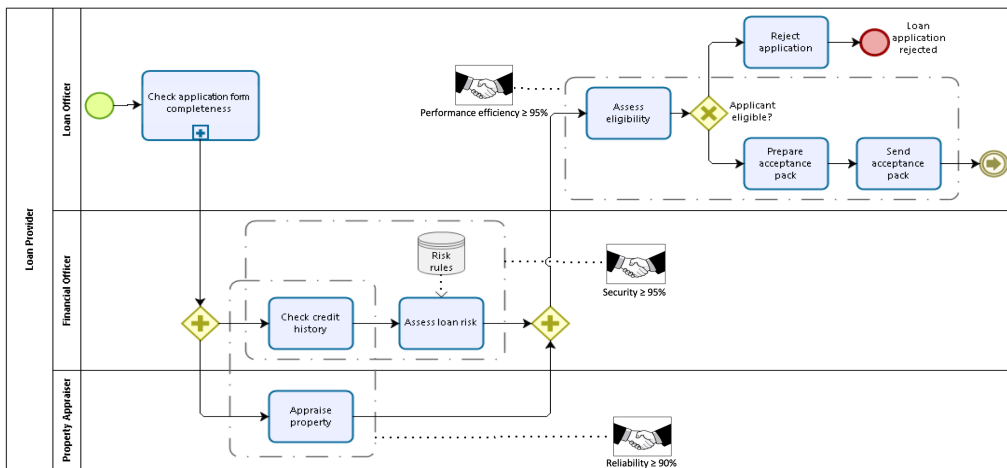 Loan Provider
Loan Officer
Check application form
completeness
Performance efficiency ≥ 95%
Assess
eligibility
Applicant
eligible?
Reject
application
Loan
application
rejected
Prepare
acceptance
pack
Send
acceptance
pack
Financial Officer
Risk
rules
Check credit
history
Assess loan risk
Security ≥ 95%
Property Appraiser
Appraise
property
Reliability ≥ 90%